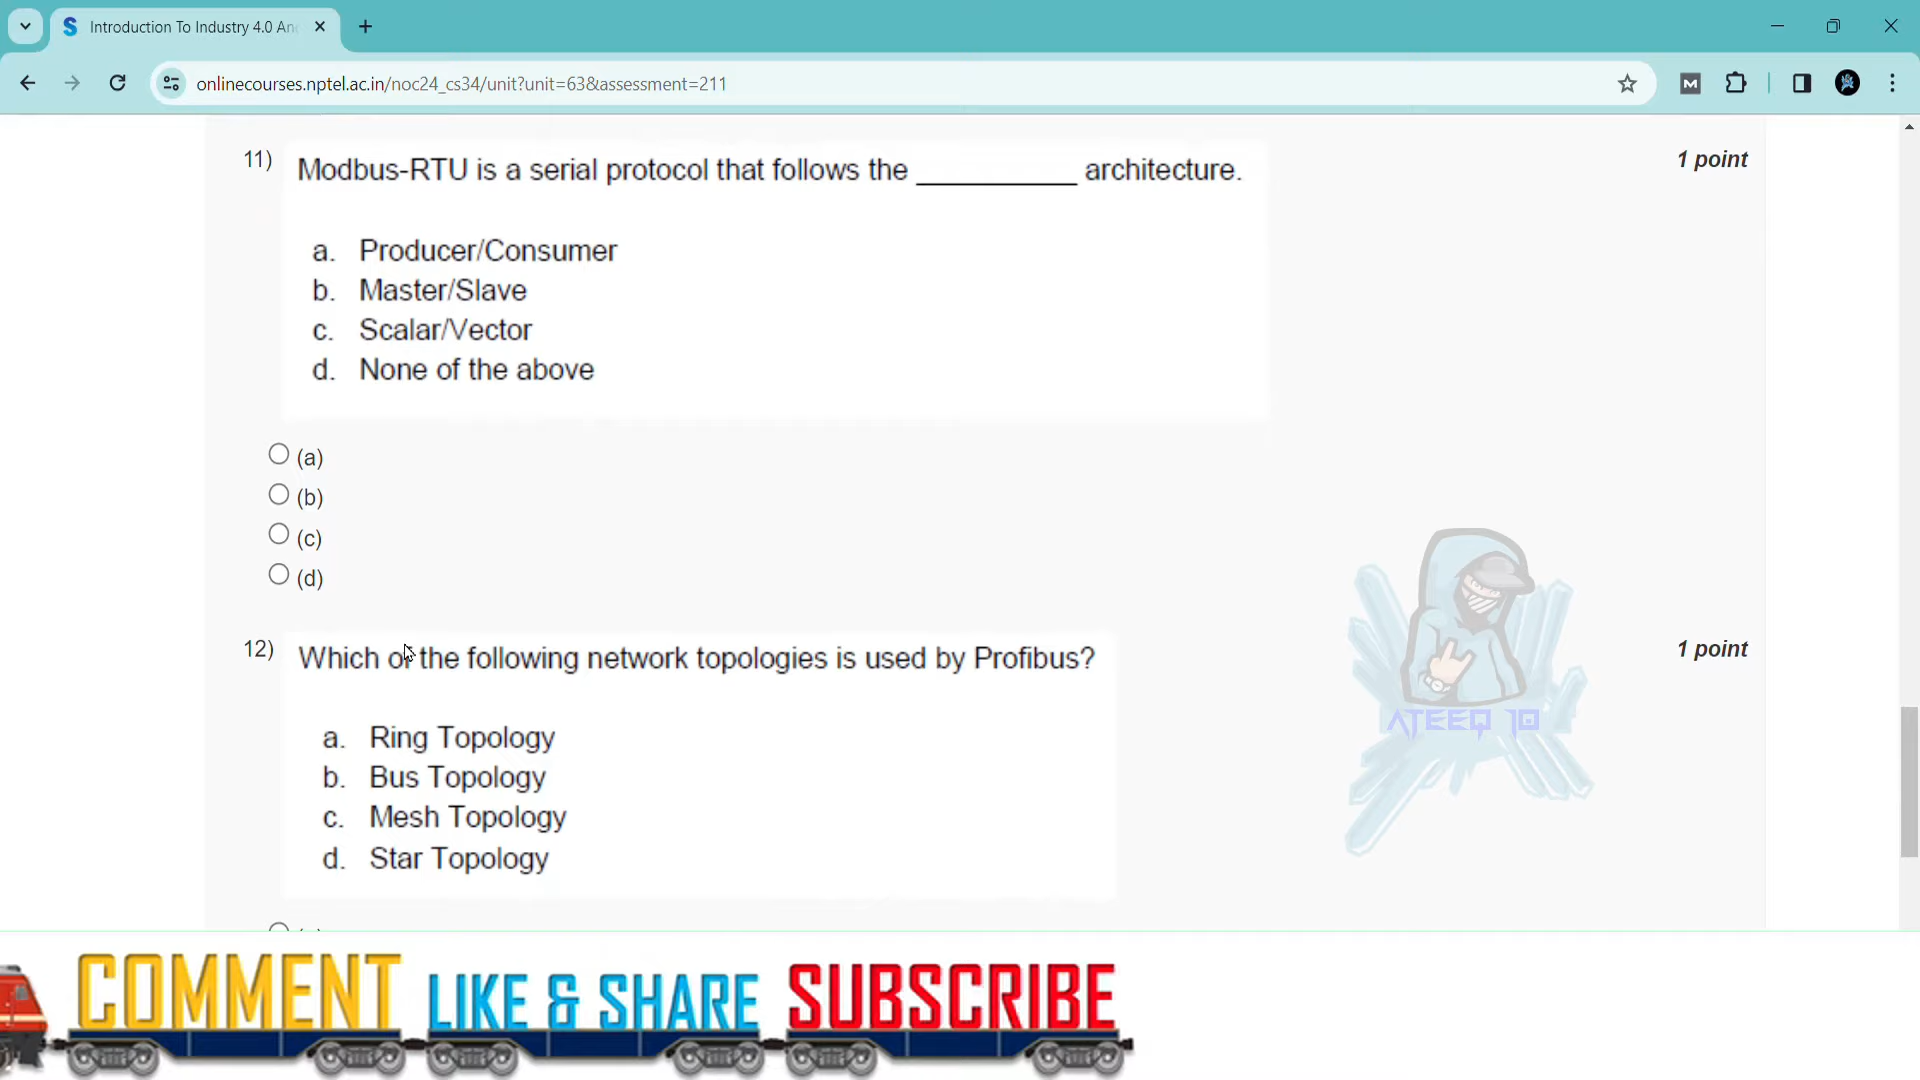 Introduction To Industry 4.0 An
onlinecourses.nptel.ac.in/noc24_cs34/unit?unit=63&assessment=211
11) Modbus-RTU is a serial protocol that follows the __________ architecture. 1 point
a. Producer/Consumer
b. Master/Slave
c. Scalar/Vector
d. None of the above
(a)
(b)
(c)
(d)
12) Which of the following network topologies is used by Profibus? 1 point
a. Ring Topology
b. Bus Topology
c. Mesh Topology
d. Star Topology
ATEEQ 10
COMMENT LIKE & SHARE SUBSCRIBE